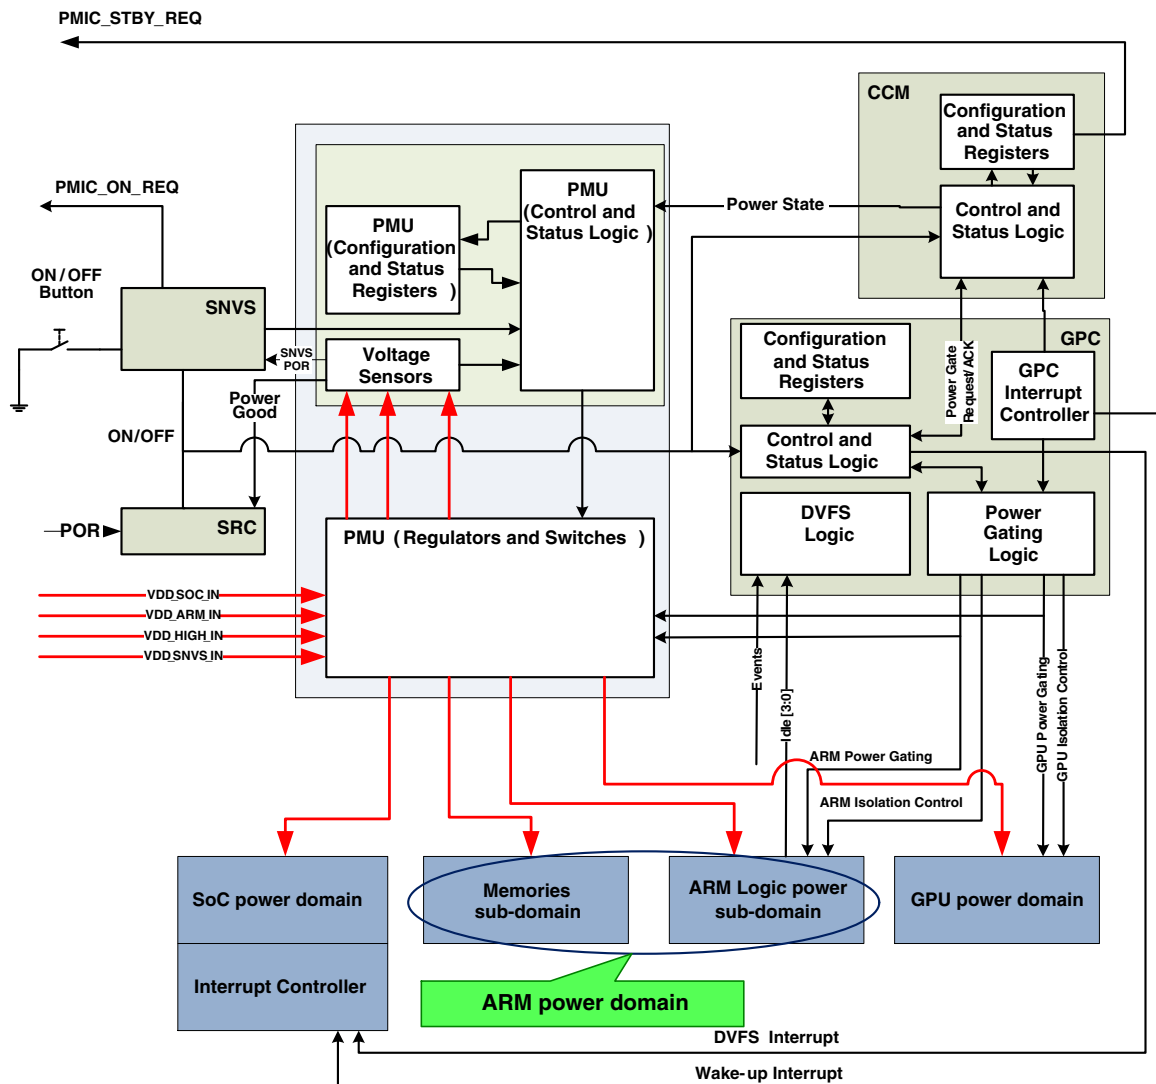 PMIC_STBY_REQ
CCM
Configuration
and Status
Registers
PMIC_ON_REQ
PMU
(Control and
Status Logic )
Power State
Control and
Status Logic
PMU
(Configuration
and Status
Registers )
ON/OFF
Button
SNVS
SNVS
POR
Voltage
Sensors
Power
Good
ON/OFF
GPC
Configuration
and Status
Registers
Power Gate
Request/ACK
GPC
Interrupt
Controller
Control and
Status Logic
POR
SRC
PMU ( Regulators and Switches )
DVFS
Logic
Power
Gating
Logic
VDD_SOC_IN
VDD_ARM_IN
VDD_HIGH_IN
VDD_SNVS_IN
Events
Idle [3:0]
GPU Power Gating
GPU Isolation Control
ARM Power Gating
ARM Isolation Control
SoC power domain
Memories
sub-domain
ARM Logic power
sub-domain
GPU power domain
Interrupt Controller
ARM power domain
DVFS Interrupt
Wake-up Interrupt